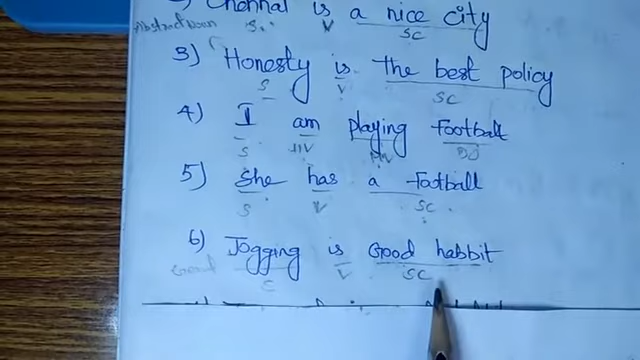 Chennai is a nice city
S. V SC
3) Honesty is the best policy
S V SC
4) I am playing Football
S HV MV DO
5) She has a Football
S V SC
6) Jogging is Good habbit
S V SC